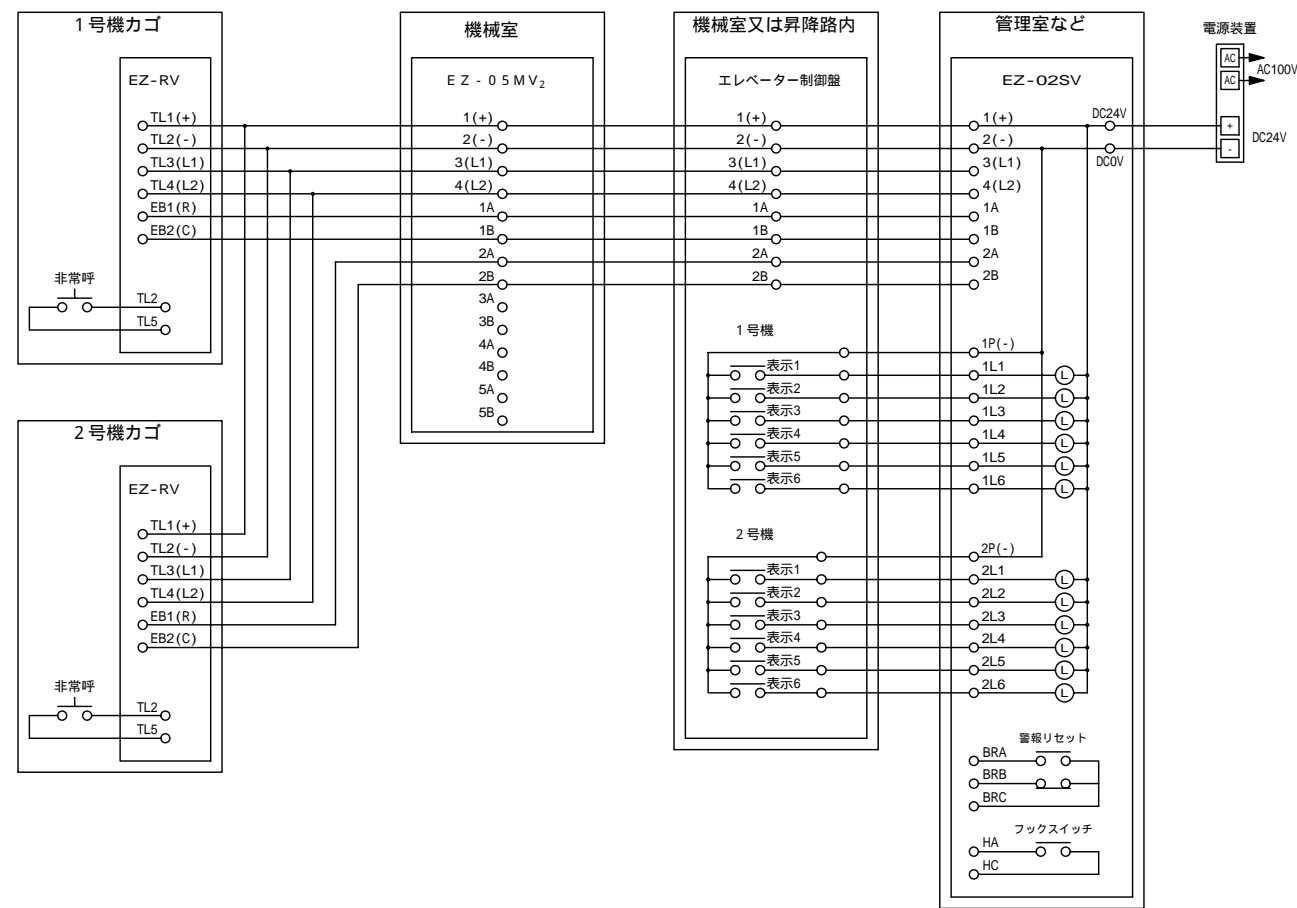 1号機カゴ
EZ-RV
TL1(+)
TL2(-)
TL3(L1)
TL4(L2)
EB1(R)
EB2(C)
非常呼
TL2
TL5
2号機カゴ
EZ-RV
TL1(+)
TL2(-)
TL3(L1)
TL4(L2)
EB1(R)
EB2(C)
非常呼
TL2
TL5
機械室
EZ-05MV2
1(+)
2(-)
3(L1)
4(L2)
1A
1B
2A
2B
3A
3B
4A
4B
5A
5B
機械室又は昇降路内
エレベーター制御盤
1(+)
2(-)
3(L1)
4(L2)
1A
1B
2A
2B
1号機
表示1
表示2
表示3
表示4
表示5
表示6
2号機
表示1
表示2
表示3
表示4
表示5
表示6
管理室など
EZ-02SV
1(+)
2(-)
3(L1)
4(L2)
1A
1B
2A
2B
DC24V
DC0V
1P(-)
1L1 L
1L2 L
1L3 L
1L4 L
1L5 L
1L6 L
2P(-)
2L1 L
2L2 L
2L3 L
2L4 L
2L5 L
2L6 L
警報リセット
BRA
BRB
BRC
フックスイッチ
HA
HC
電源装置
AC
AC
AC100V
+
-
DC24V